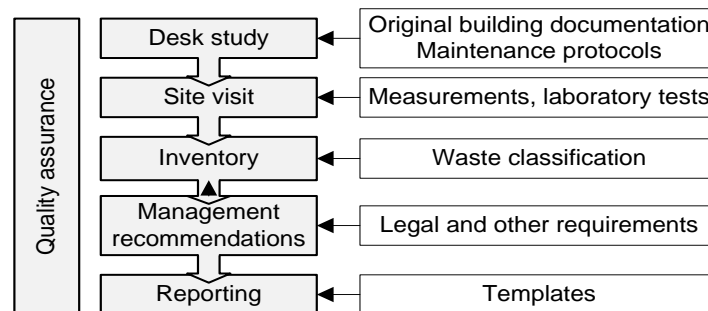 Quality assurance
Desk study
Original building documentation
Maintenance protocols
Site visit
Measurements, laboratory tests
Inventory
Waste classification
Management
recommendations
Legal and other requirements
Reporting
Templates